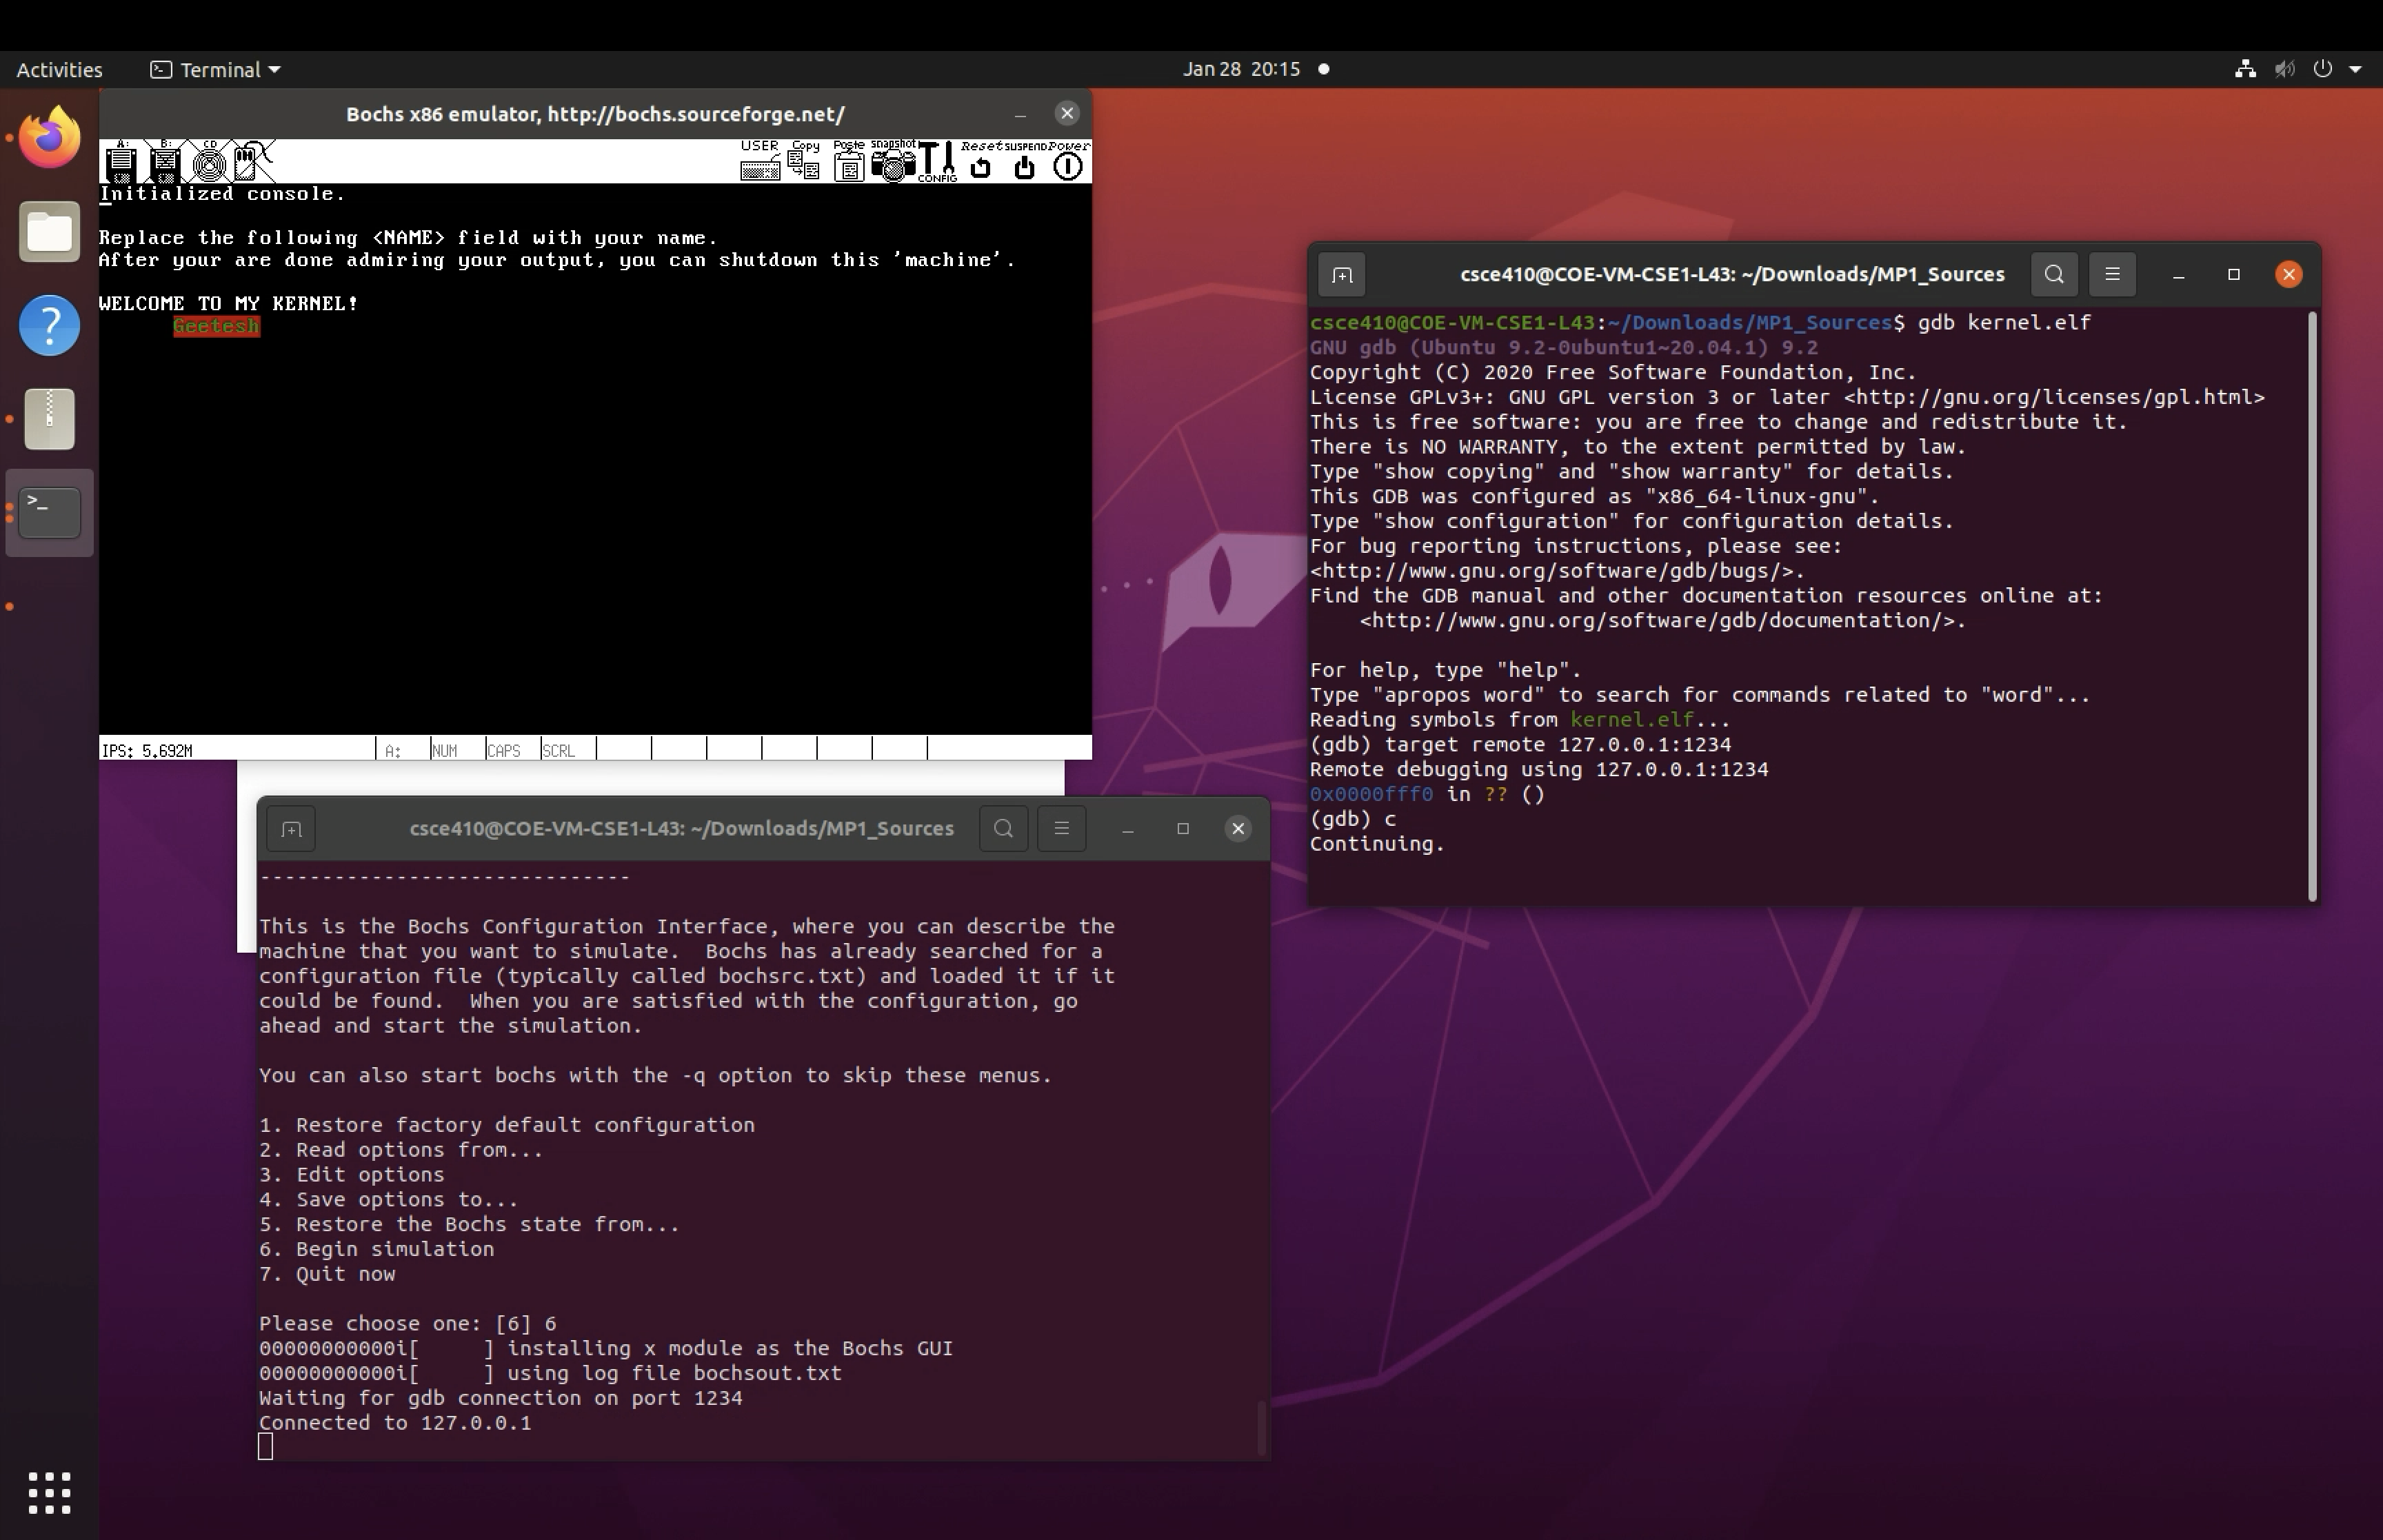 Activities Terminal Jan 28 20:15
Bochs x86 emulator, http://bochs.sourceforge.net/
A: B: CD USER Copy Paste snapshot CONFIG Reset SUSPEND Power
Initialized console.
Replace the following <NAME> field with your name.
After your are done admiring your output, you can shutdown this 'machine'.
WELCOME TO MY KERNEL!
Geetesh
IPS: 5.692M A: NUM CAPS SCRL
csce410@COE-VM-CSE1-L43: ~/Downloads/MP1_Sources
------------------------------
This is the Bochs Configuration Interface, where you can describe the
machine that you want to simulate.  Bochs has already searched for a
configuration file (typically called bochsrc.txt) and loaded it if it
could be found.  When you are satisfied with the configuration, go
ahead and start the simulation.
You can also start bochs with the -q option to skip these menus.
1. Restore factory default configuration
2. Read options from...
3. Edit options
4. Save options to...
5. Restore the Bochs state from...
6. Begin simulation
7. Quit now
Please choose one: [6] 6
00000000000i[      ] installing x module as the Bochs GUI
00000000000i[      ] using log file bochsout.txt
Waiting for gdb connection on port 1234
Connected to 127.0.0.1
csce410@COE-VM-CSE1-L43: ~/Downloads/MP1_Sources
csce410@COE-VM-CSE1-L43:~/Downloads/MP1_Sources$ gdb kernel.elf
GNU gdb (Ubuntu 9.2-0ubuntu1~20.04.1) 9.2
Copyright (C) 2020 Free Software Foundation, Inc.
License GPLv3+: GNU GPL version 3 or later <http://gnu.org/licenses/gpl.html>
This is free software: you are free to change and redistribute it.
There is NO WARRANTY, to the extent permitted by law.
Type "show copying" and "show warranty" for details.
This GDB was configured as "x86_64-linux-gnu".
Type "show configuration" for configuration details.
For bug reporting instructions, please see:
<http://www.gnu.org/software/gdb/bugs/>.
Find the GDB manual and other documentation resources online at:
    <http://www.gnu.org/software/gdb/documentation/>.
For help, type "help".
Type "apropos word" to search for commands related to "word"...
Reading symbols from kernel.elf...
(gdb) target remote 127.0.0.1:1234
Remote debugging using 127.0.0.1:1234
0x0000fff0 in ?? ()
(gdb) c
Continuing.